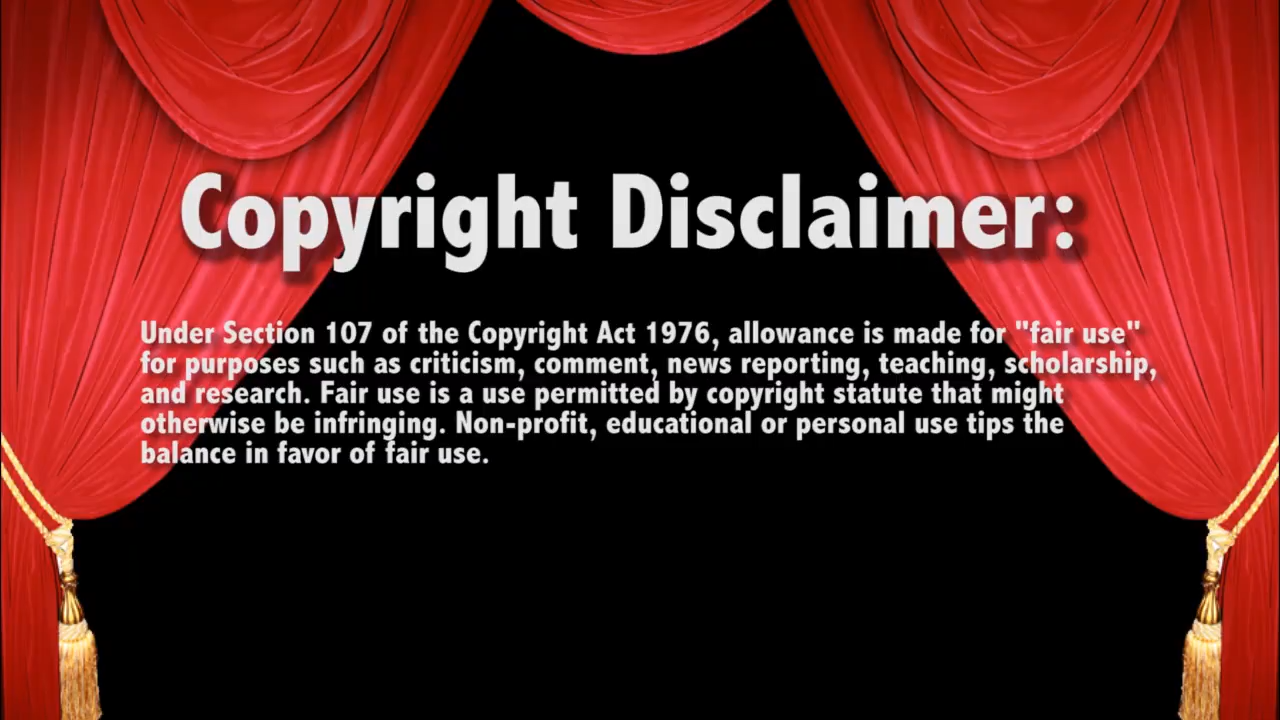 Copyright Disclaimer:
Under Section 107 of the Copyright Act 1976, allowance is made for "fair use"
for purposes such as criticism, comment, news reporting, teaching, scholarship,
and research. Fair use is a use permitted by copyright statute that might
otherwise be infringing. Non-profit, educational or personal use tips the
balance in favor of fair use.